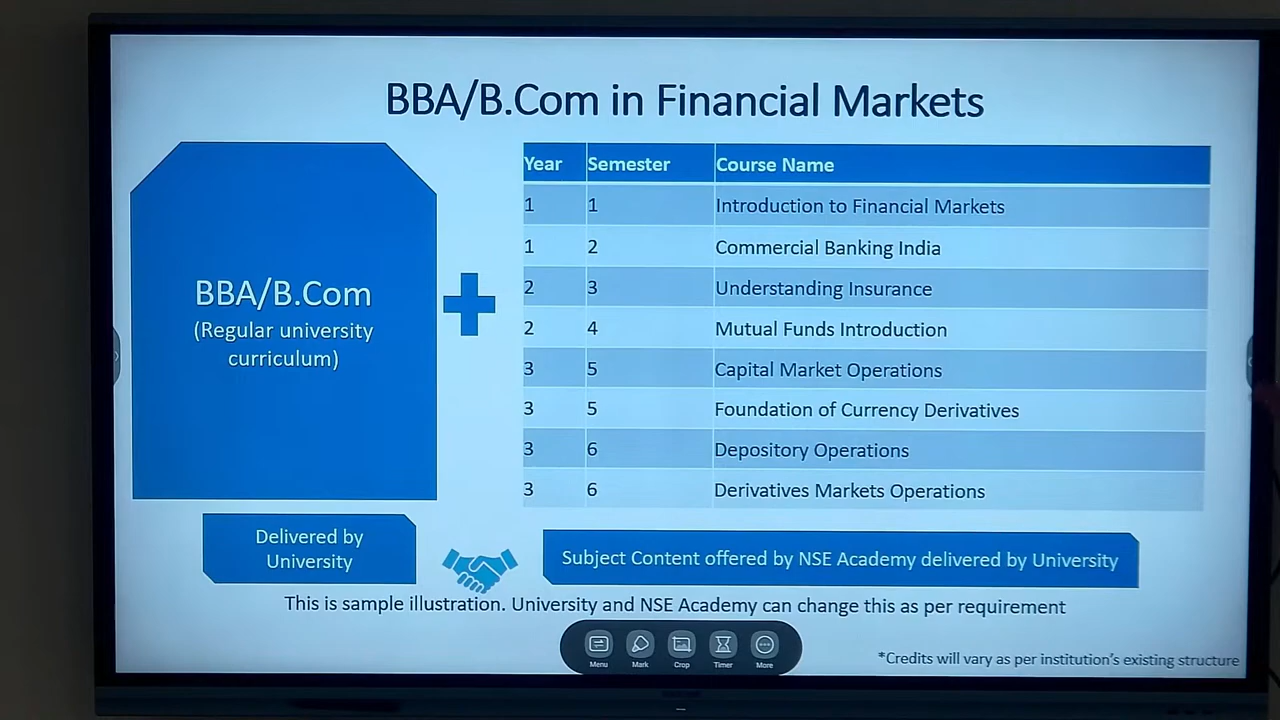 BBA/B.Com in Financial Markets
BBA/B.Com
(Regular university
curriculum)
Year Semester Course Name
1 1 Introduction to Financial Markets
1 2 Commercial Banking India
2 3 Understanding Insurance
2 4 Mutual Funds Introduction
3 5 Capital Market Operations
3 5 Foundation of Currency Derivatives
3 6 Depository Operations
3 6 Derivatives Markets Operations
Delivered by
University
Subject Content offered by NSE Academy delivered by University
This is sample illustration. University and NSE Academy can change this as per requirement
Menu Mark Crop Timer More
*Credits will vary as per institution's existing structure